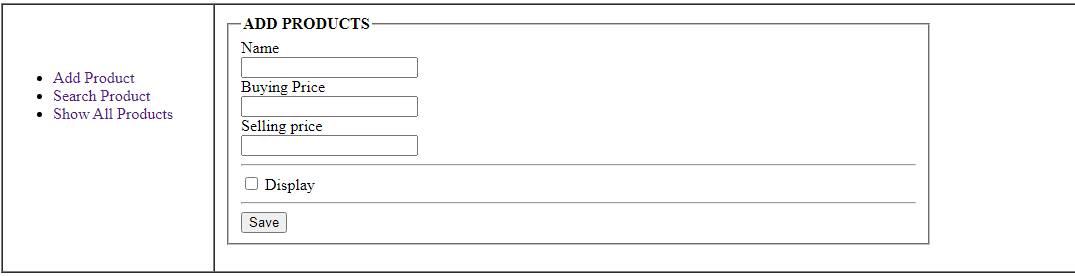 Add Product
Search Product
Show All Products
ADD PRODUCTS
Name
Buying Price
Selling price
Display
Save